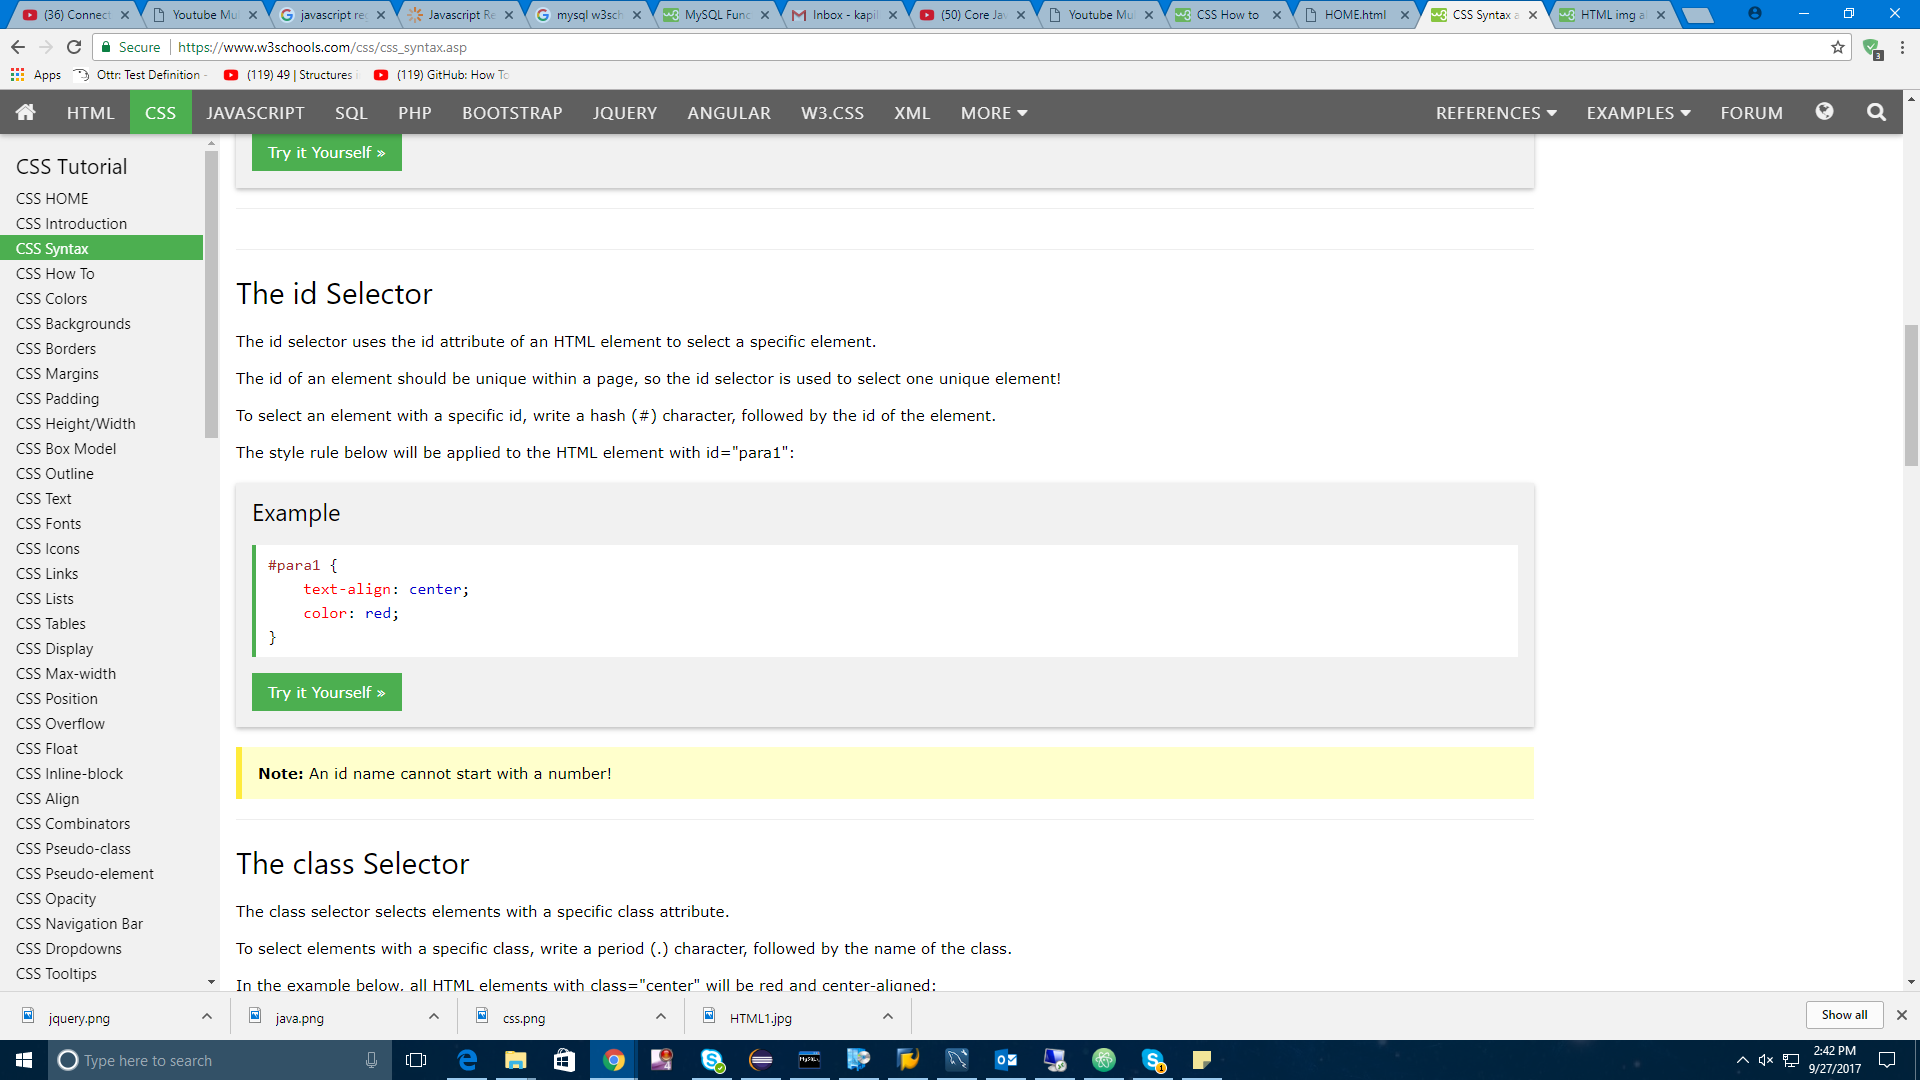 (36) Connect
Youtube Mu
javascript re
Javascript Re
mysql w3sch
MySQL Func
Inbox - kapil
(50) Core Ja
Youtube Mu
CSS How to
HOME.html
CSS Syntax a
HTML img a
Secure
https://www.w3schools.com/css/css_syntax.asp
3
Apps
Ottr: Test Definition -
(119) 49 | Structures i
(119) GitHub: How To
HTML
CSS
JAVASCRIPT
SQL
PHP
BOOTSTRAP
JQUERY
ANGULAR
W3.CSS
XML
MORE
REFERENCES
EXAMPLES
FORUM
CSS Tutorial
CSS HOME
CSS Introduction
CSS Syntax
CSS How To
CSS Colors
CSS Backgrounds
CSS Borders
CSS Margins
CSS Padding
CSS Height/Width
CSS Box Model
CSS Outline
CSS Text
CSS Fonts
CSS Icons
CSS Links
CSS Lists
CSS Tables
CSS Display
CSS Max-width
CSS Position
CSS Overflow
CSS Float
CSS Inline-block
CSS Align
CSS Combinators
CSS Pseudo-class
CSS Pseudo-element
CSS Opacity
CSS Navigation Bar
CSS Dropdowns
CSS Tooltips
Try it Yourself »
The id Selector
The id selector uses the id attribute of an HTML element to select a specific element.
The id of an element should be unique within a page, so the id selector is used to select one unique element!
To select an element with a specific id, write a hash (#) character, followed by the id of the element.
The style rule below will be applied to the HTML element with id="para1":
Example
#para1 {
text-align: center;
color: red;
}
Try it Yourself »
Note: An id name cannot start with a number!
The class Selector
The class selector selects elements with a specific class attribute.
To select elements with a specific class, write a period (.) character, followed by the name of the class.
In the example below, all HTML elements with class="center" will be red and center-aligned:
jquery.png
java.png
css.png
HTML1.jpg
Show all
Type here to search
2:42 PM
9/27/2017